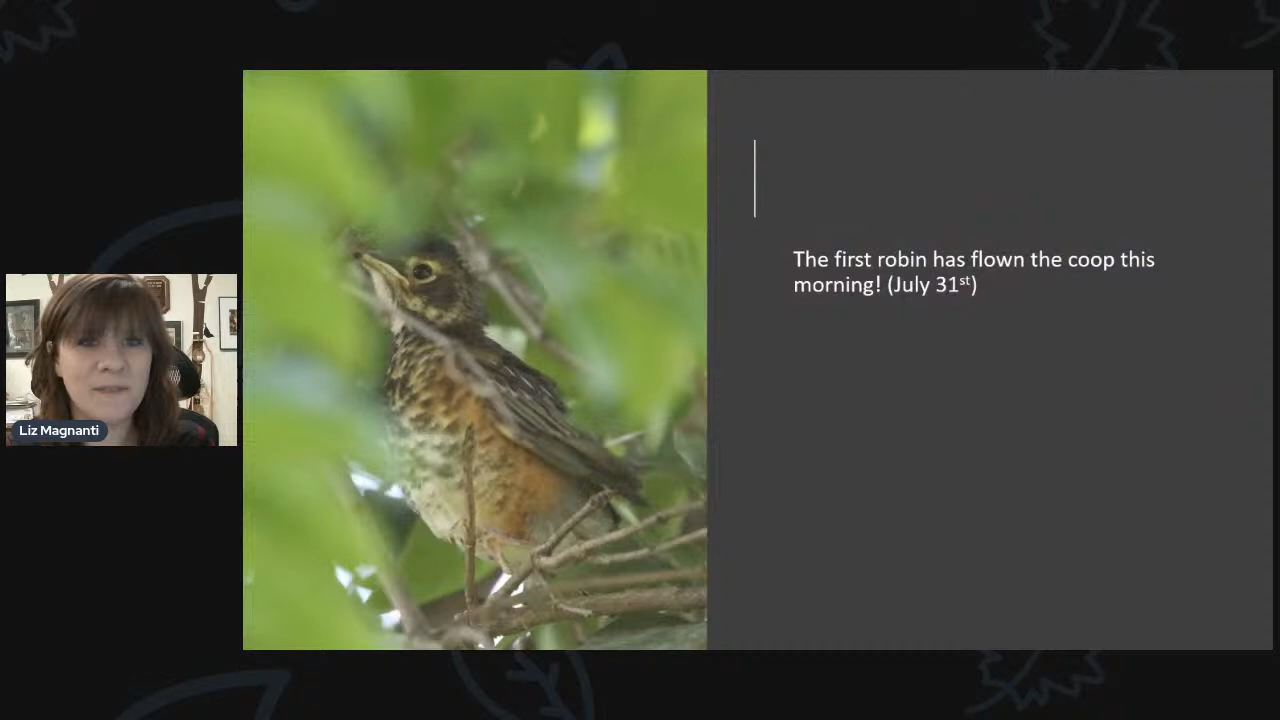 The first robin has flown the coop this
morning! (July 31st)
Liz Magnanti